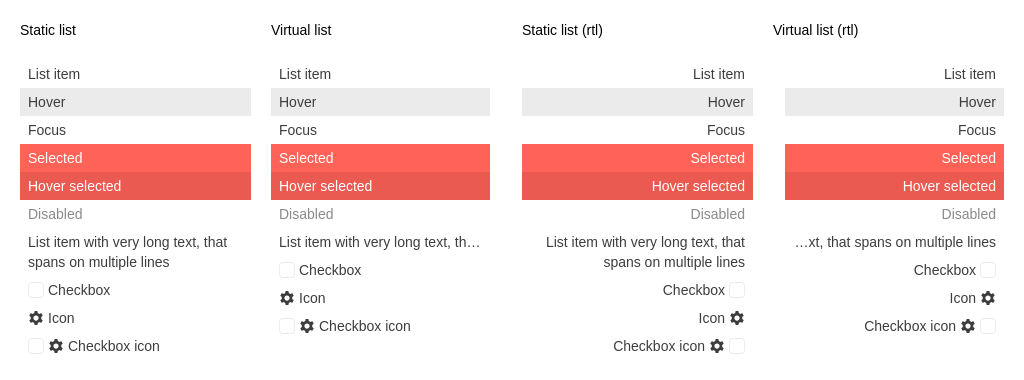 Static list
List item
Hover
Focus
Selected
Hover selected
Disabled
List item with very long text, that
spans on multiple lines
Checkbox
Icon
Checkbox icon
Virtual list
List item
Hover
Focus
Selected
Hover selected
Disabled
List item with very long text, th…
Checkbox
Icon
Checkbox icon
Static list (rtl)
List item
Hover
Focus
Selected
Hover selected
Disabled
List item with very long text, that
spans on multiple lines
Checkbox
Icon
Checkbox icon
Virtual list (rtl)
List item
Hover
Focus
Selected
Hover selected
Disabled
…xt, that spans on multiple lines
Checkbox
Icon
Checkbox icon